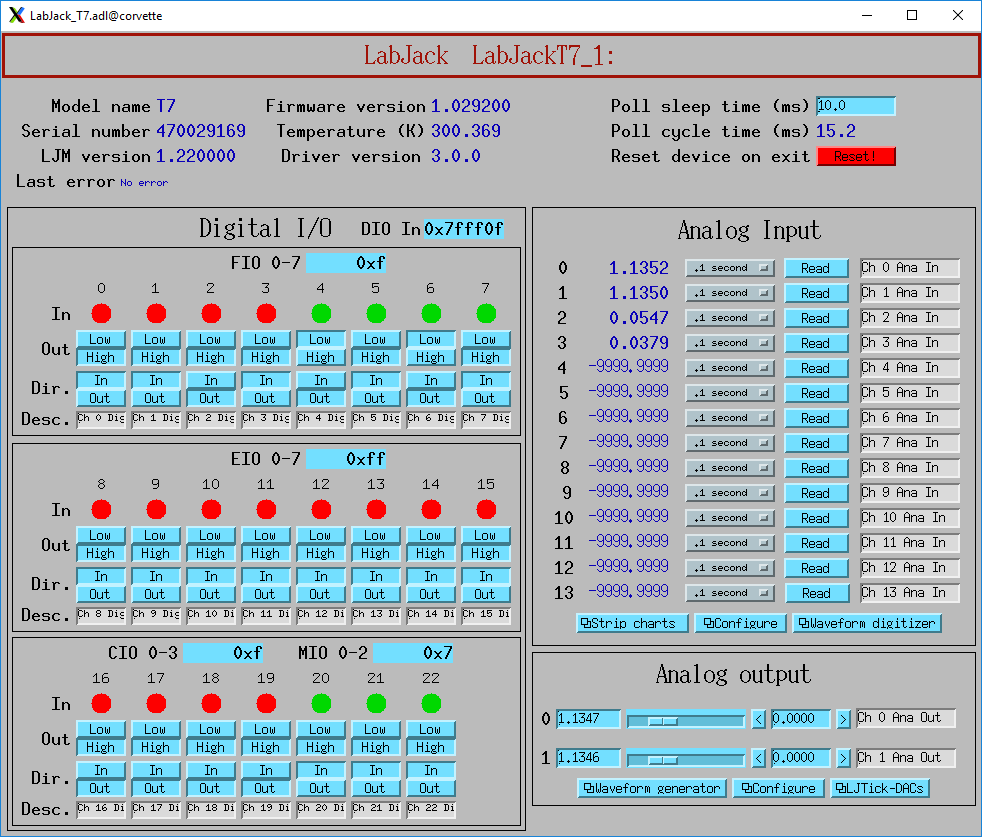 LabJack_T7.adl@corvette
LabJack LabJackT7_1:
Model name T7 Firmware version 1.029200 Poll sleep time (ms) 10.0
Serial number 470029169 Temperature (K) 300.369 Poll cycle time (ms) 15.2
LJM version 1.220000 Driver version 3.0.0 Reset device on exit Reset!
Last error No error
Digital I/O DIO In 0x7fff0f
FIO 0-7 0xf
0 1 2 3 4 5 6 7
In
Out Low Low Low Low Low Low Low Low
High High High High High High High High
Dir. In In In In In In In In
Out Out Out Out Out Out Out Out
Desc. Ch 0 Dig Ch 1 Dig Ch 2 Dig Ch 3 Dig Ch 4 Dig Ch 5 Dig Ch 6 Dig Ch 7 Dig
EIO 0-7 0xff
8 9 10 11 12 13 14 15
In
Out Low Low Low Low Low Low Low Low
High High High High High High High High
Dir. In In In In In In In In
Out Out Out Out Out Out Out Out
Desc. Ch 8 Dig Ch 9 Dig Ch 10 Di Ch 11 Di Ch 12 Di Ch 13 Di Ch 14 Di Ch 15 Di
CIO 0-3 0xf MIO 0-2 0x7
16 17 18 19 20 21 22
In
Out Low Low Low Low Low Low Low
High High High High High High High
Dir. In In In In In In In
Out Out Out Out Out Out Out
Desc. Ch 16 Di Ch 17 Di Ch 18 Di Ch 19 Di Ch 20 Di Ch 21 Di Ch 22 Di
Analog Input
0 1.1352 .1 second Read Ch 0 Ana In
1 1.1350 .1 second Read Ch 1 Ana In
2 0.0547 .1 second Read Ch 2 Ana In
3 0.0379 .1 second Read Ch 3 Ana In
4 -9999.9999 .1 second Read Ch 4 Ana In
5 -9999.9999 .1 second Read Ch 5 Ana In
6 -9999.9999 .1 second Read Ch 6 Ana In
7 -9999.9999 .1 second Read Ch 7 Ana In
8 -9999.9999 .1 second Read Ch 8 Ana In
9 -9999.9999 .1 second Read Ch 9 Ana In
10 -9999.9999 .1 second Read Ch 10 Ana In
11 -9999.9999 .1 second Read Ch 11 Ana In
12 -9999.9999 .1 second Read Ch 12 Ana In
13 -9999.9999 .1 second Read Ch 13 Ana In
Strip charts Configure Waveform digitizer
Analog output
0 1.1347 < 0.0000 > Ch 0 Ana Out
1 1.1346 < 0.0000 > Ch 1 Ana Out
Waveform generator Configure LJTick-DACs